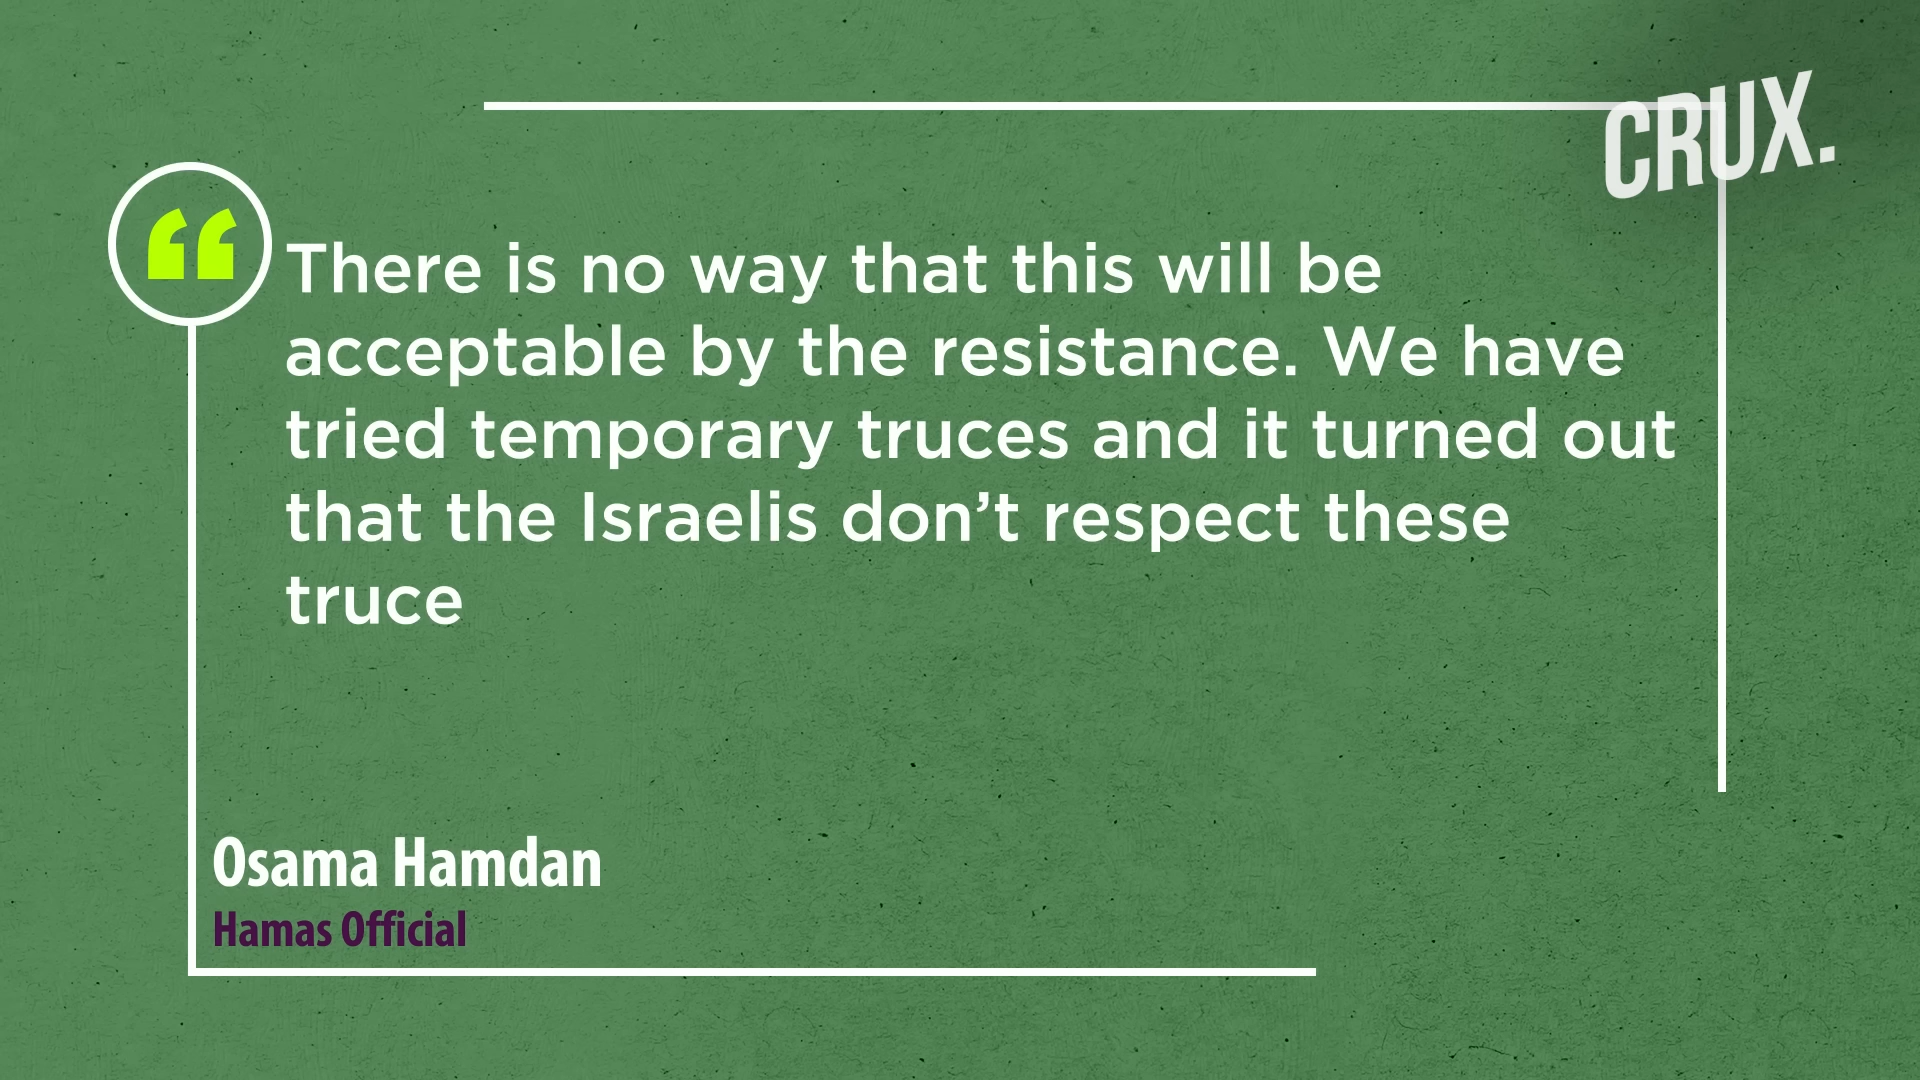 CRUX.
“
There is no way that this will be
acceptable by the resistance. We have
tried temporary truces and it turned out
that the Israelis don’t respect these
truce
Osama Hamdan
Hamas Official